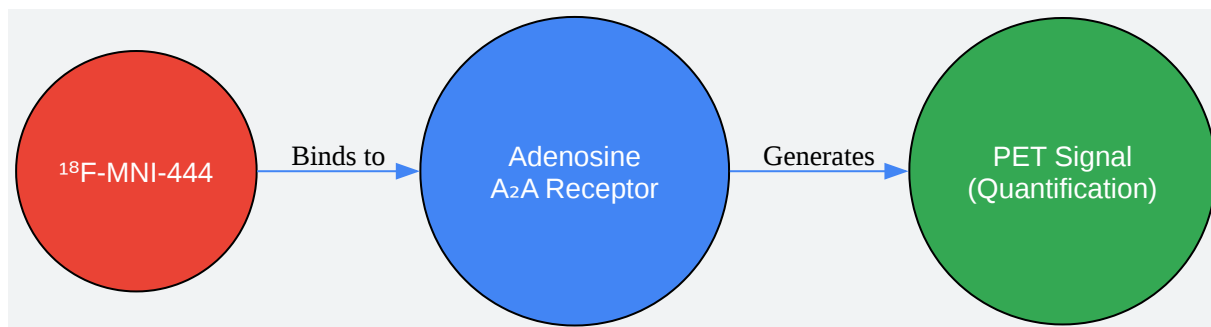 ¹⁸F-MNI-444
Binds to
Adenosine
A₂A Receptor
Generates
PET Signal
(Quantification)